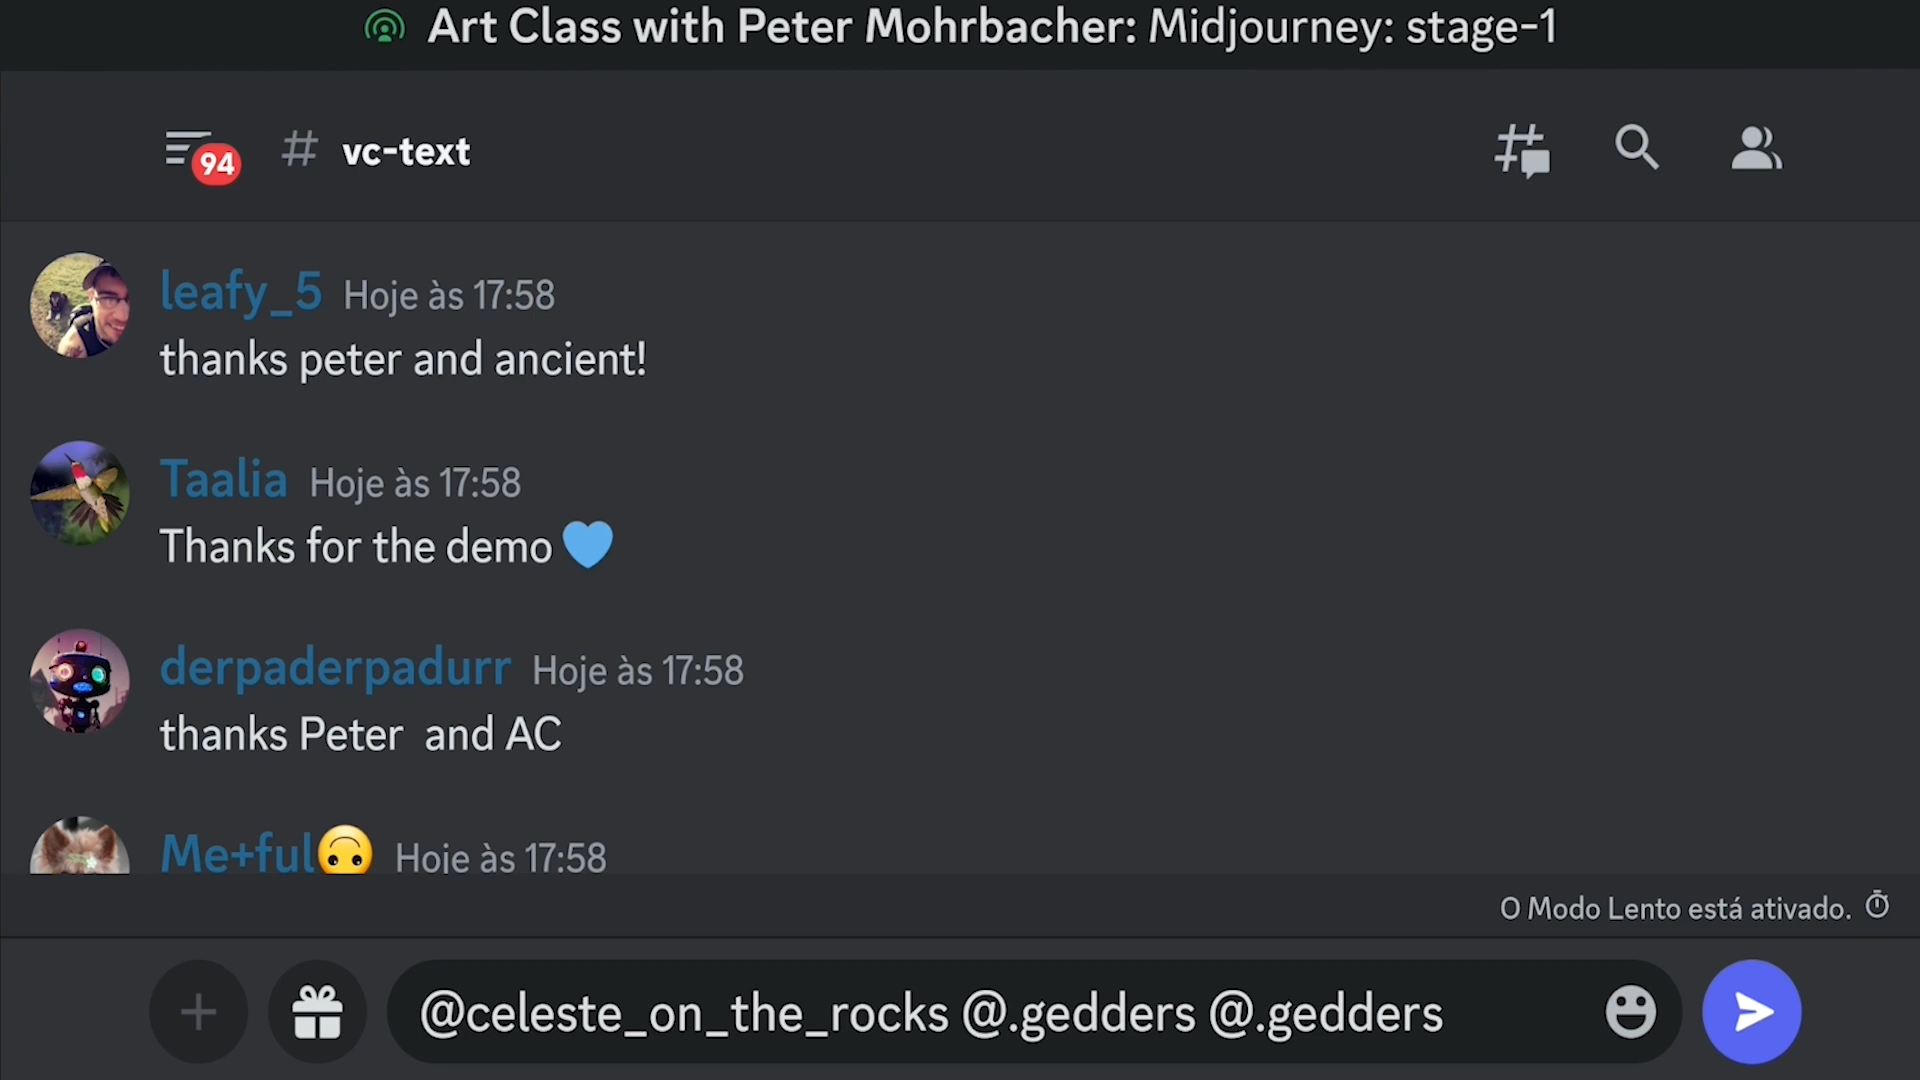 Art Class with Peter Mohrbacher: Midjourney: stage-1
94 # vc-text
leafy_5 Hoje às 17:58
thanks peter and ancient!
Taalia Hoje às 17:58
Thanks for the demo 💙
derpaderpadurr Hoje às 17:58
thanks Peter  and AC
Me+ful🙃 Hoje às 17:58
O Modo Lento está ativado.
@celeste_on_the_rocks @.gedders @.gedders